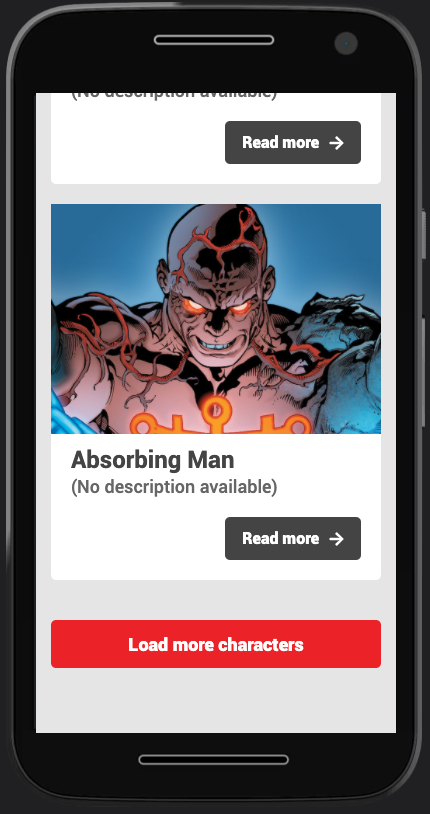 (No description available)
Read more
Absorbing Man
(No description available)
Read more
Load more characters